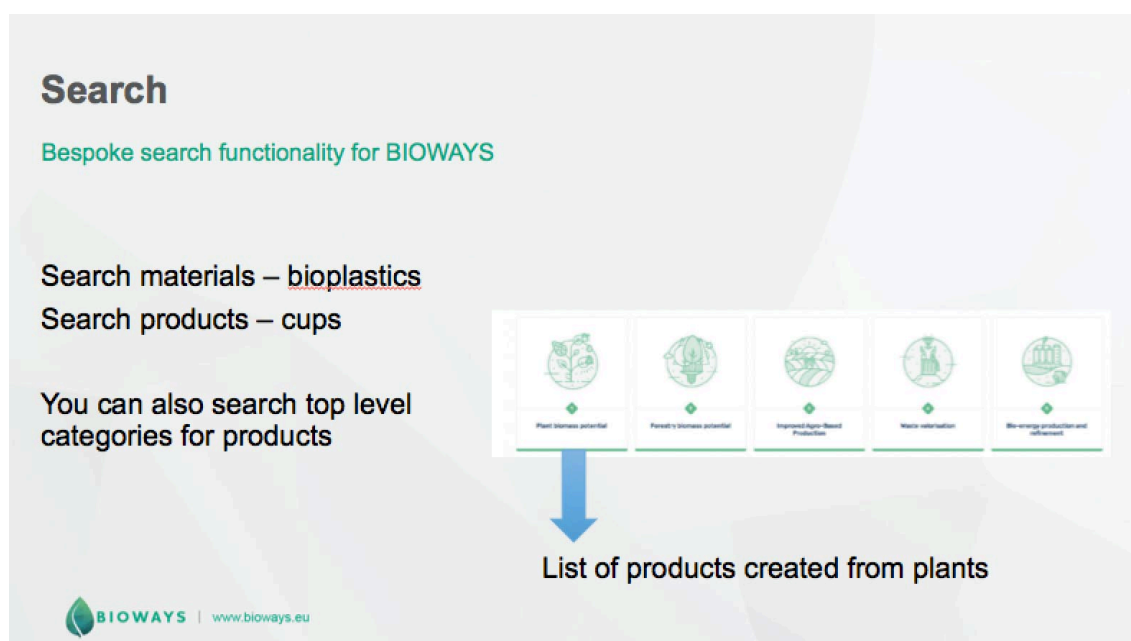 Search
Bespoke search functionality for BIOWAYS
Search materials – bioplastics
Search products – cups
You can also search top level
categories for products
Plant biomass potential
Forestry biomass potential
Improved Agro-Based
Production
Waste valorisation
Bio-energy production and
refinement
List of products created from plants
BIOWAYS | www.bioways.eu